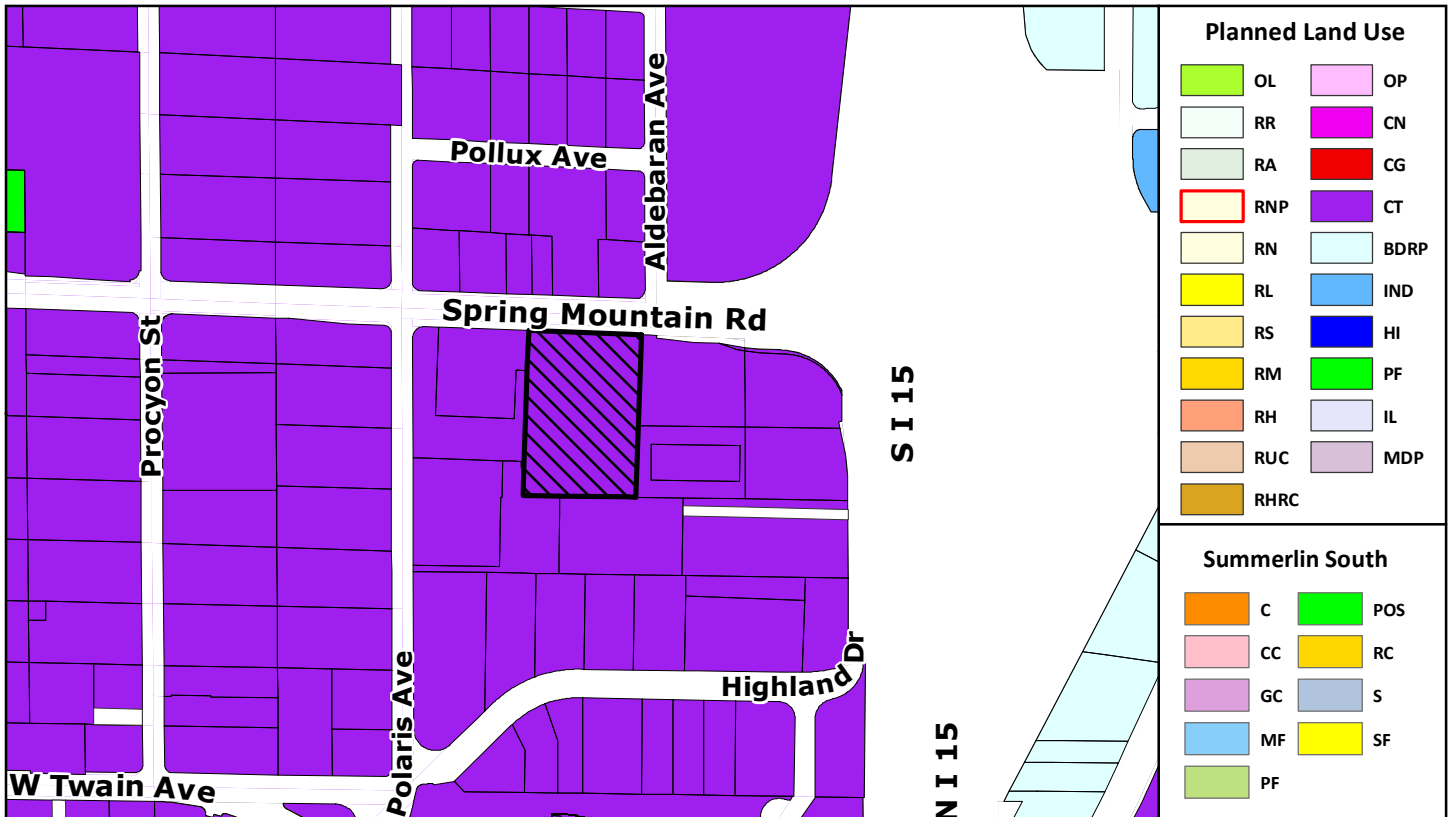 Aldebaran Ave
Pollux Ave
Spring Mountain Rd
Procyon St
S I 15
Highland Dr
Polaris Ave
N I 15
W Twain Ave
Planned Land Use
OL OP
RR CN
RA CG
RNP CT
RN BDRP
RL IND
RS HI
RM PF
RH IL
RUC MDP
RHRC
Summerlin South
C POS
CC RC
GC S
MF SF
PF